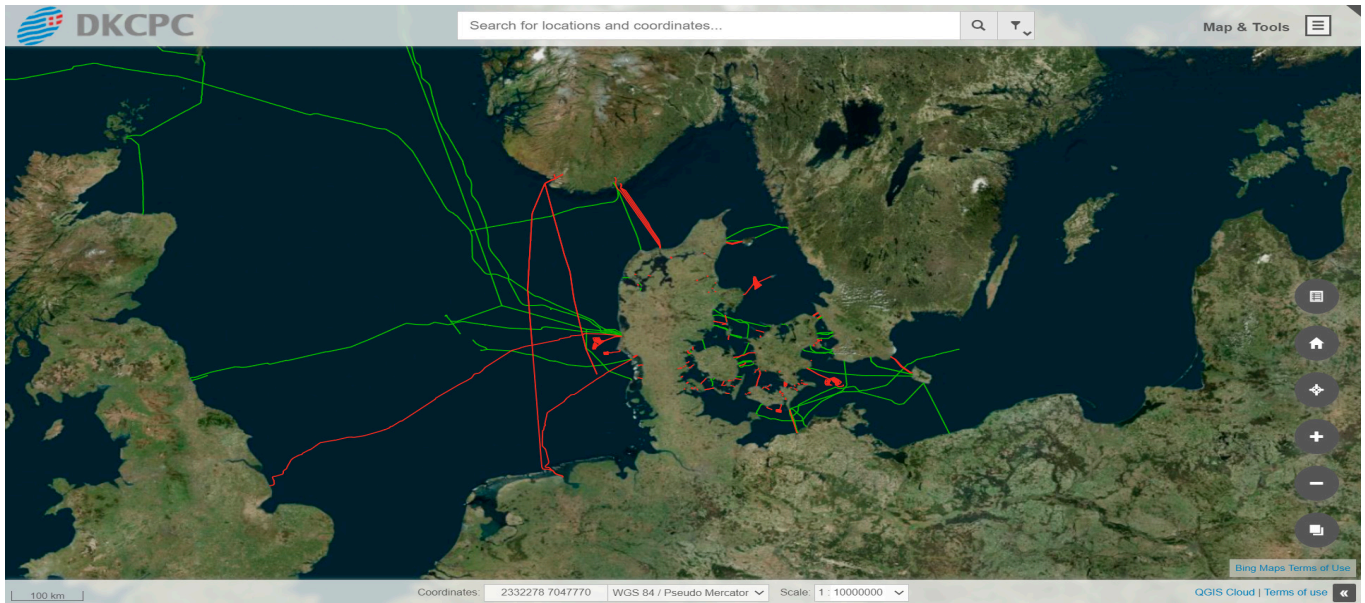 DKCPC
Search for locations and coordinates...
Map & Tools
Bing Maps Terms of Use
100 km
Coordinates: 2332278 7047770 WGS 84 / Pseudo Mercator Scale: 1 : 10000000
QGIS Cloud | Terms of use